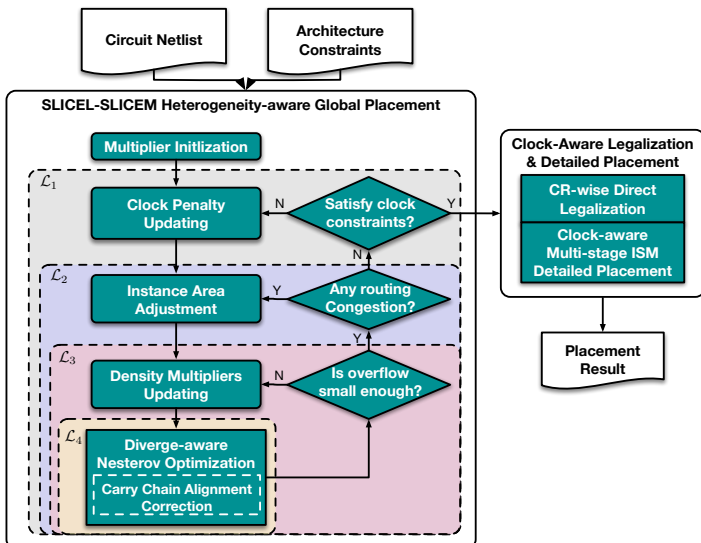 Circuit Netlist
Architecture
Constraints
SLICEL-SLICEM Heterogeneity-aware Global Placement
Multiplier Initlization
L1
Clock Penalty
Updating
N
Satisfy clock
constraints?
Y
N
L2
Instance Area
Adjustment
Y
Any routing
Congestion?
Y
L3
Density Multipliers
Updating
N
Is overflow
small enough?
L4
Diverge-aware
Nesterov Optimization
Carry Chain Alignment
Correction
Clock-Aware Legalization
& Detailed Placement
CR-wise Direct
Legalization
Clock-aware
Multi-stage ISM
Detailed Placement
Placement
Result